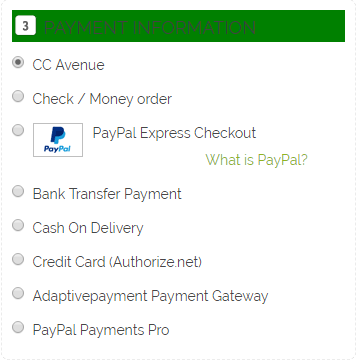 3 PAYMENT INFORMATION
CC Avenue
Check / Money order
PayPal PayPal Express Checkout
What is PayPal?
Bank Transfer Payment
Cash On Delivery
Credit Card (Authorize.net)
Adaptivepayment Payment Gateway
PayPal Payments Pro